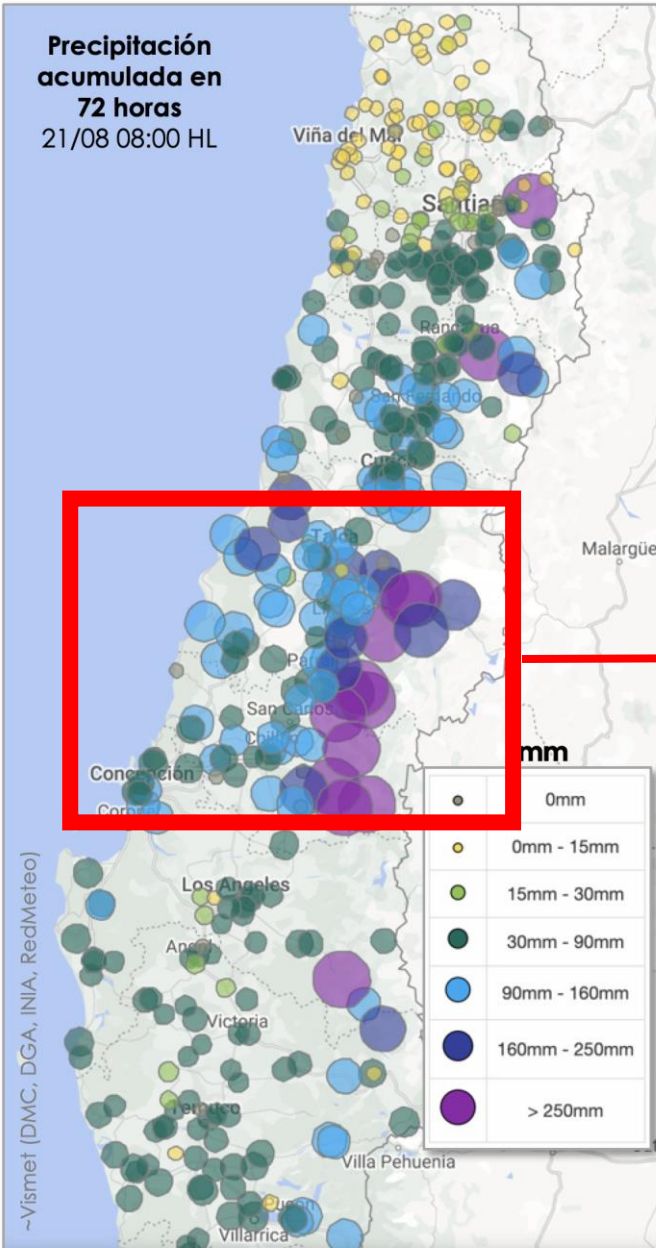 Precipitación
acumulada en
72 horas
21/08 08:00 HL
Viña del Mar
Santiago
Rancagua
San Fernando
Curicó
Talca
Malargüe
San Carlos
Chillán
Concepción
Coronel
mm
0mm
0mm - 15mm
15mm - 30mm
30mm - 90mm
90mm - 160mm
160mm - 250mm
> 250mm
Los Angeles
Angol
Victoria
Temuco
Villa Pehuenia
Pucón
Villarrica
~Vismet (DMC, DGA, INIA, RedMeteo)